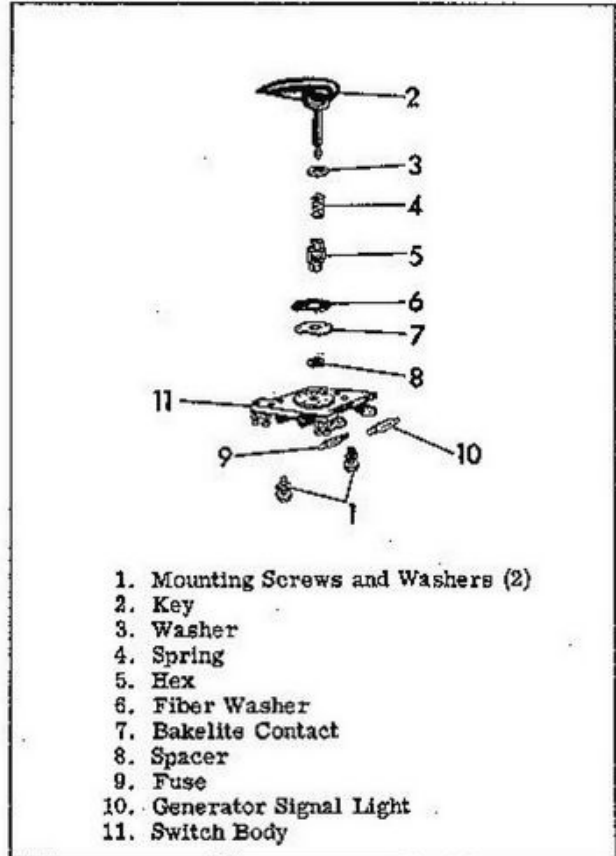 2
3
4
5
6
7
8
11
9
10
1
1. Mounting Screws and Washers (2)
2. Key
3. Washer
4. Spring
5. Hex
6. Fiber Washer
7. Bakelite Contact
8. Spacer
9. Fuse
10. Generator Signal Light
11. Switch Body